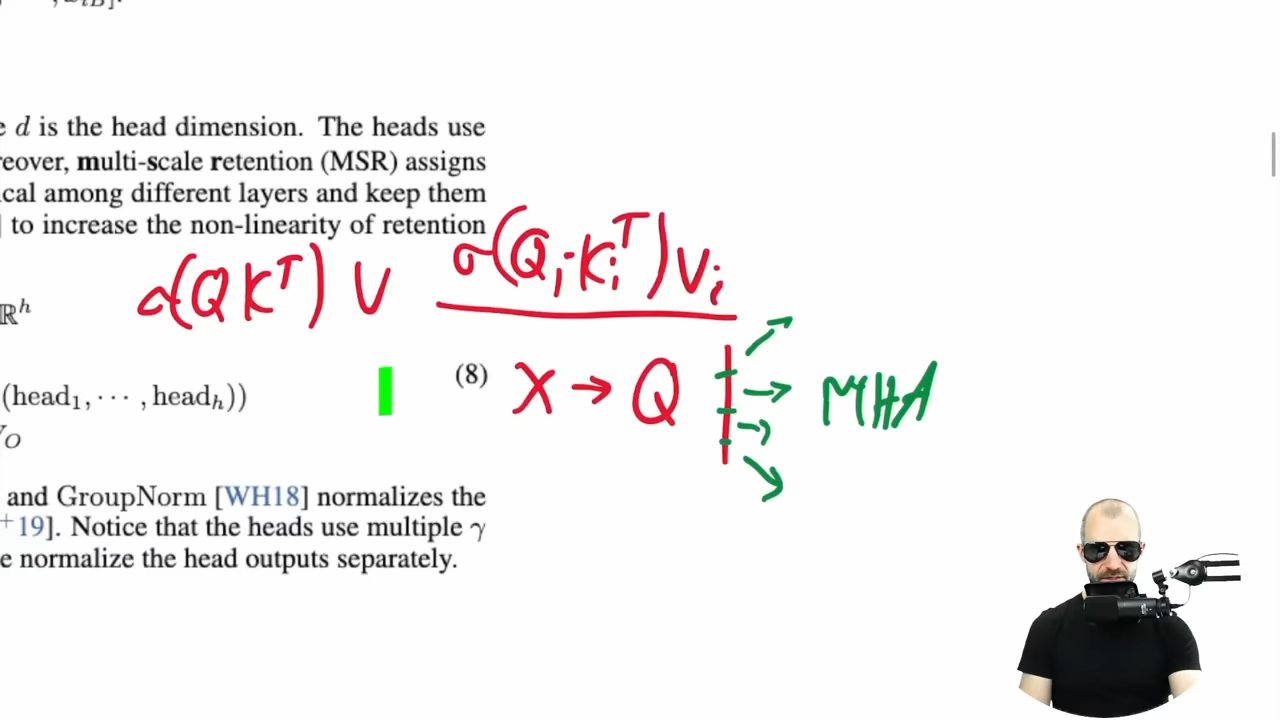 d is the head dimension. The heads use
multi-scale retention (MSR) assigns
among different layers and keep them
to increase the non-linearity of retention
σ(QKᵀ) V
σ(Qᵢ·Kᵢᵀ)Vᵢ
ℝʰ
X → Q
MHA
(8)
(head₁, ⋯ , headₕ))
O
and GroupNorm [WH18] normalizes the
+19]. Notice that the heads use multiple γ
normalize the head outputs separately.